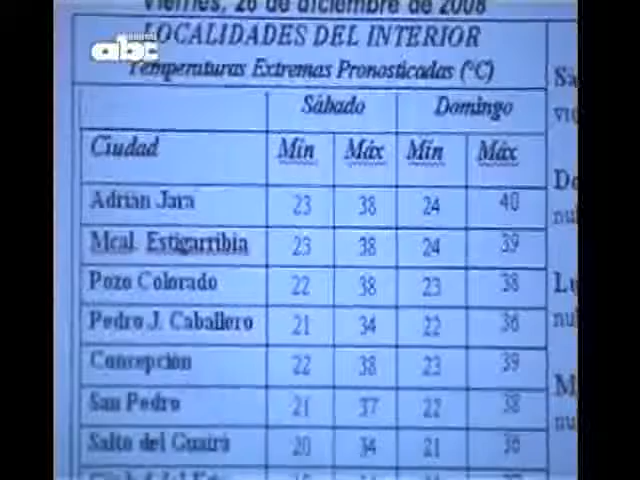 Viernes, 26 de diciembre de 2008
abc
LOCALIDADES DEL INTERIOR
Temperaturas Extremas Pronosticadas (°C)
Sábado Domingo
Ciudad Mín Máx Mín Máx
Adrián Jara 23 38 24 40
Mcal. Estigarribia 23 38 24 39
Pozo Colorado 22 38 23 38
Pedro J. Caballero 21 34 22 36
Concepción 22 38 23 39
San Pedro 21 37 22 38
Salto del Guairá 20 34 21 36